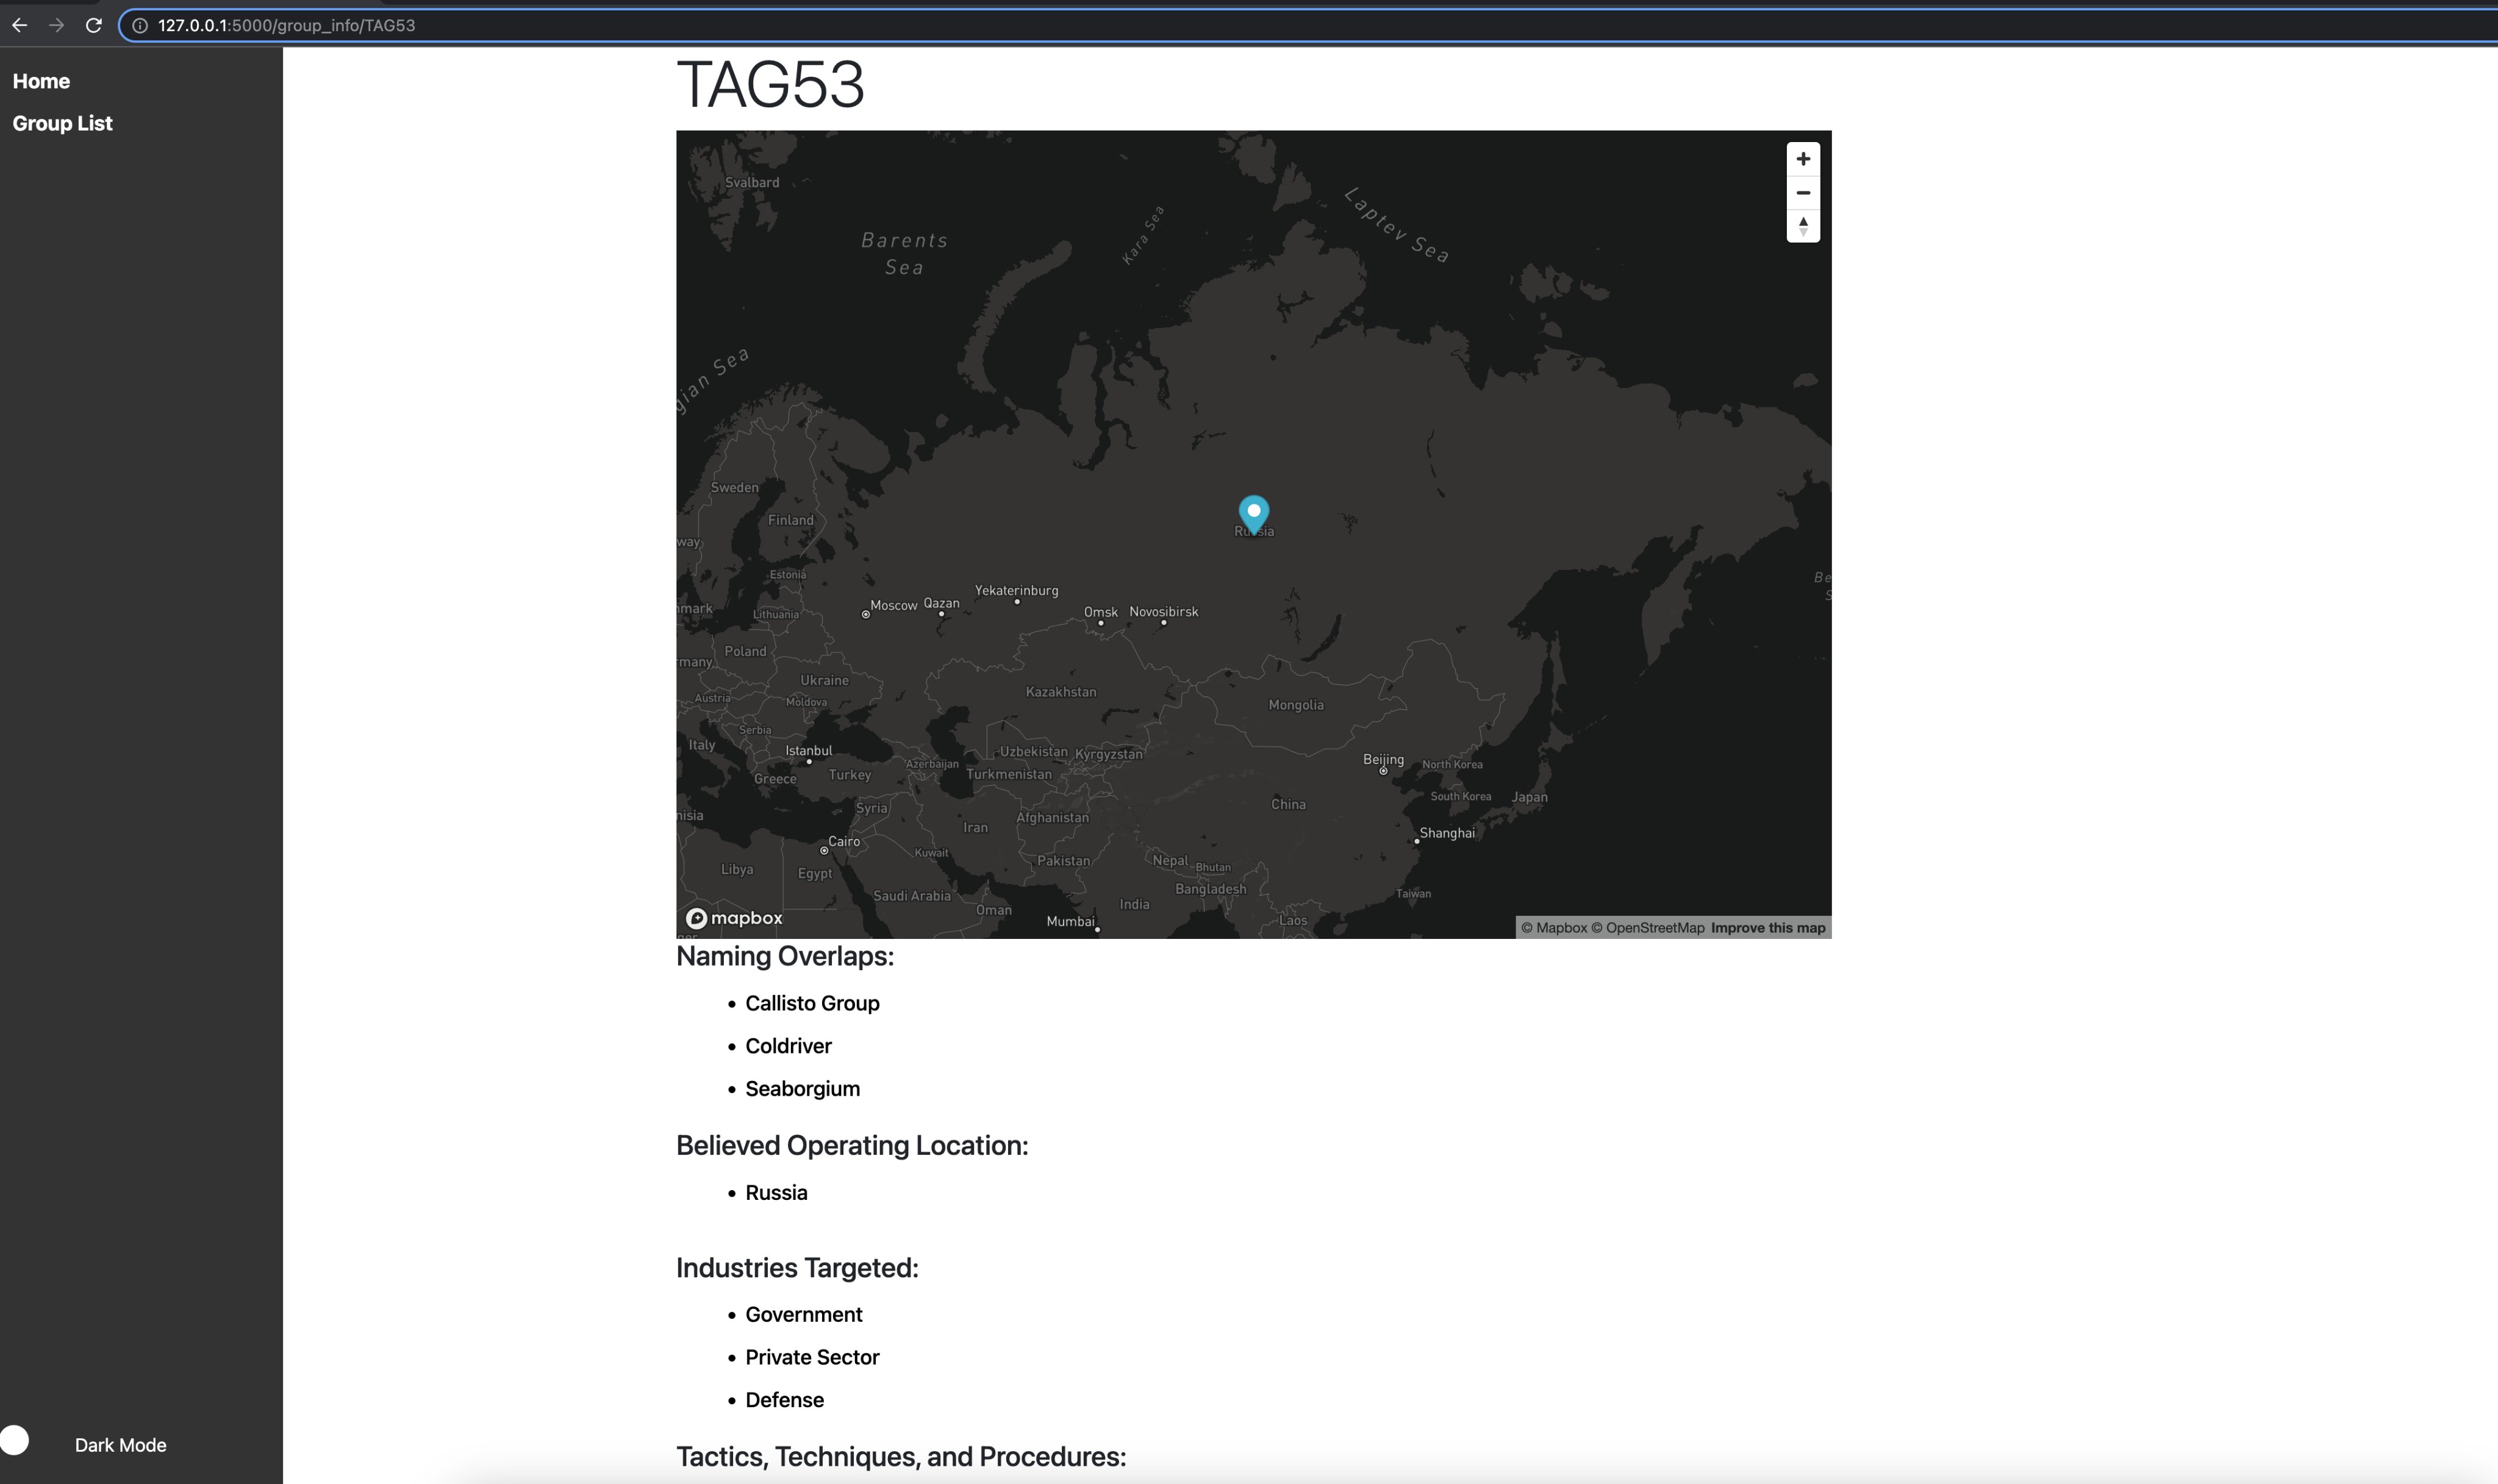 127.0.0.1:5000/group_info/TAG53
Home
Group List
TAG53
Svalbard
Barents
Sea
Kara Sea
Laptev Sea
gian Sea
Sweden
Finland
way
Russia
Estonia
Yekaterinburg
Moscow Qazan
nmark
Lithuania
Omsk Novosibirsk
Be
S
Poland
rmany
Ukraine
Kazakhstan
Austria
Moldova
Mongolia
Serbia
Italy
Istanbul
Uzbekistan Kyrgyzstan
Beijing
Azerbaijan
North Korea
Greece
Turkey
Turkmenistan
South Korea
Japan
Syria
China
nisia
Afghanistan
Iran
Shanghai
Cairo
Kuwait
Pakistan
Nepal
Bhutan
Libya
Egypt
Bangladesh
Saudi Arabia
Taiwan
Oman
India
mapbox
Mumbai
Laos
© Mapbox © OpenStreetMap Improve this map
Naming Overlaps:
• Callisto Group
• Coldriver
• Seaborgium
Believed Operating Location:
• Russia
Industries Targeted:
• Government
• Private Sector
• Defense
Dark Mode
Tactics, Techniques, and Procedures: